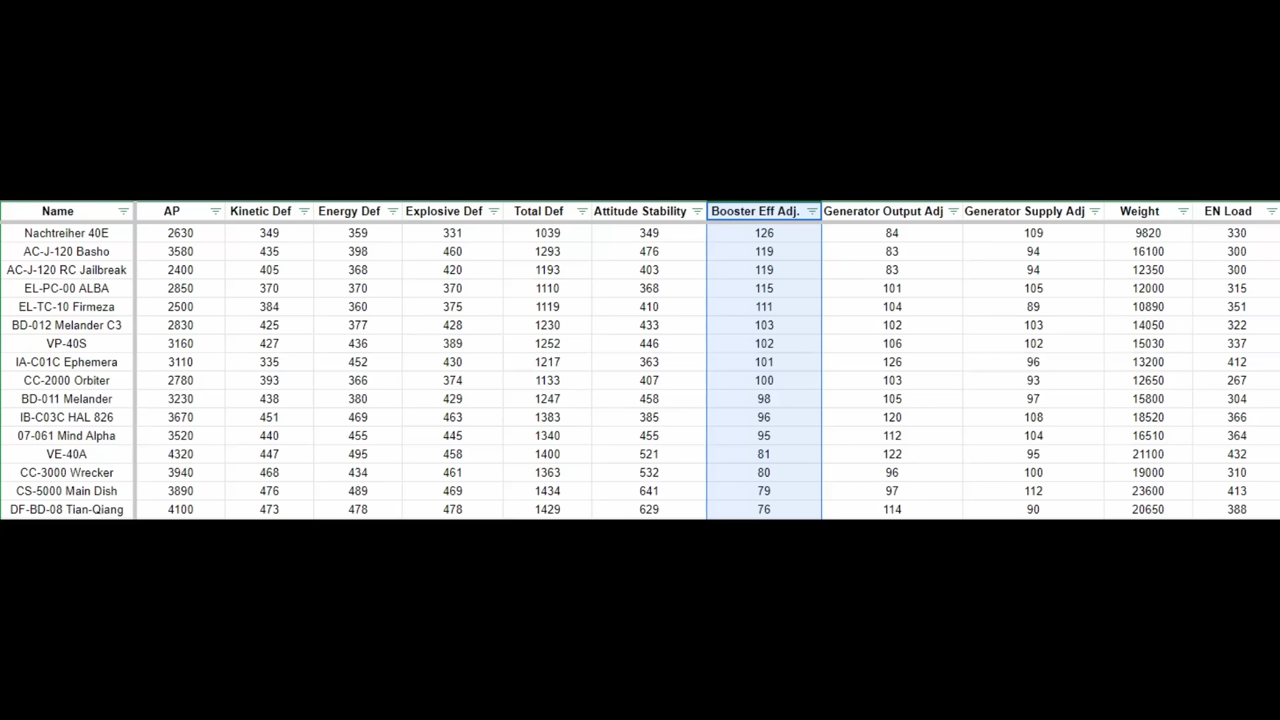 Name AP Kinetic Def Energy Def Explosive Def Total Def Attitude Stability Booster Eff Adj. Generator Output Adj Generator Supply Adj Weight EN Load
Nachtreiher 40E 2630 349 359 331 1039 349 126 84 109 9820 330
AC-J-120 Basho 3580 435 398 460 1293 476 119 83 94 16100 300
AC-J-120 RC Jailbreak 2400 405 368 420 1193 403 119 83 94 12350 300
EL-PC-00 ALBA 2850 370 370 370 1110 368 115 101 105 12000 315
EL-TC-10 Firmeza 2500 384 360 375 1119 410 111 104 89 10890 351
BD-012 Melander C3 2830 425 377 428 1230 433 103 102 103 14050 322
VP-40S 3160 427 436 389 1252 446 102 106 102 15030 337
IA-C01C Ephemera 3110 335 452 430 1217 363 101 126 96 13200 412
CC-2000 Orbiter 2780 393 366 374 1133 407 100 103 93 12650 267
BD-011 Melander 3230 438 380 429 1247 458 98 105 97 15800 304
IB-C03C HAL 826 3670 451 469 463 1383 385 96 120 108 18520 366
07-061 Mind Alpha 3520 440 455 445 1340 455 95 112 104 16510 364
VE-40A 4320 447 495 458 1400 521 81 122 95 21100 432
CC-3000 Wrecker 3940 468 434 461 1363 532 80 96 100 19000 310
CS-5000 Main Dish 3890 476 489 469 1434 641 79 97 112 23600 413
DF-BD-08 Tian-Qiang 4100 473 478 478 1429 629 76 114 90 20650 388